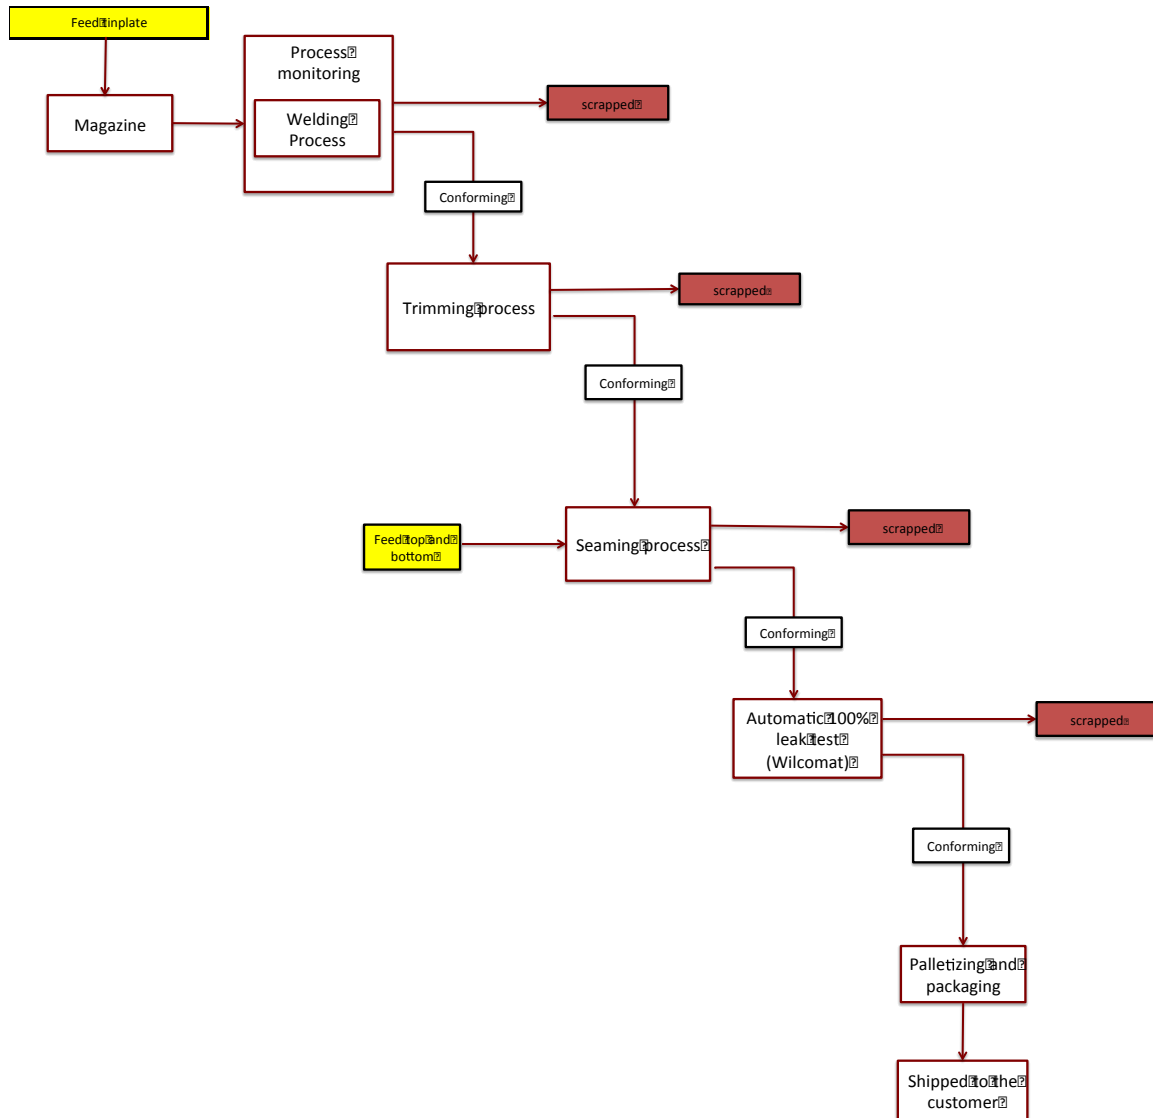 Feed tinplate
Process
monitoring
Magazine
Welding
Process
scrapped
Conforming
Trimming process
scrapped
Conforming
Feed top and
bottom
Seaming process
scrapped
Conforming
Automatic 100%
leak test
(Wilcomat)
scrapped
Conforming
Palletizing and
packaging
Shipped to the
customer